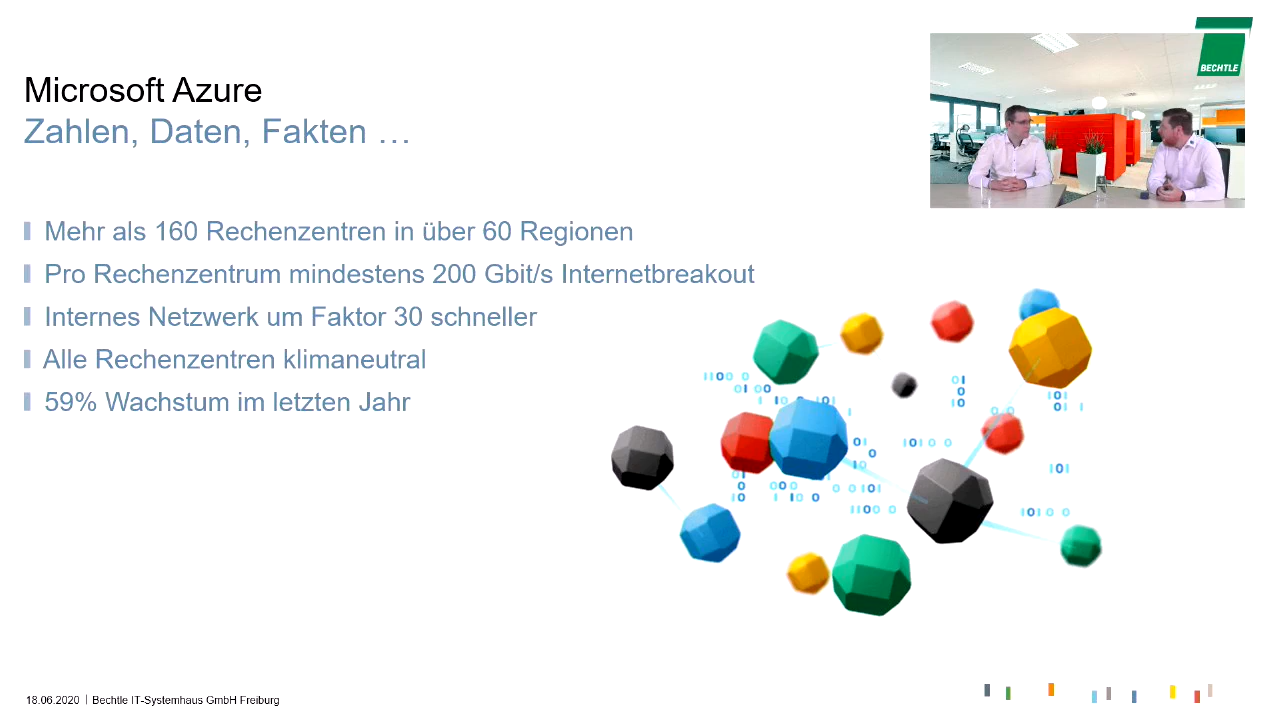 Microsoft Azure
Zahlen, Daten, Fakten …
BECHTLE
Mehr als 160 Rechenzentren in über 60 Regionen
Pro Rechenzentrum mindestens 200 Gbit/s Internetbreakout
Internes Netzwerk um Faktor 30 schneller
Alle Rechenzentren klimaneutral
59% Wachstum im letzten Jahr
18.06.2020 | Bechtle IT-Systemhaus GmbH Freiburg